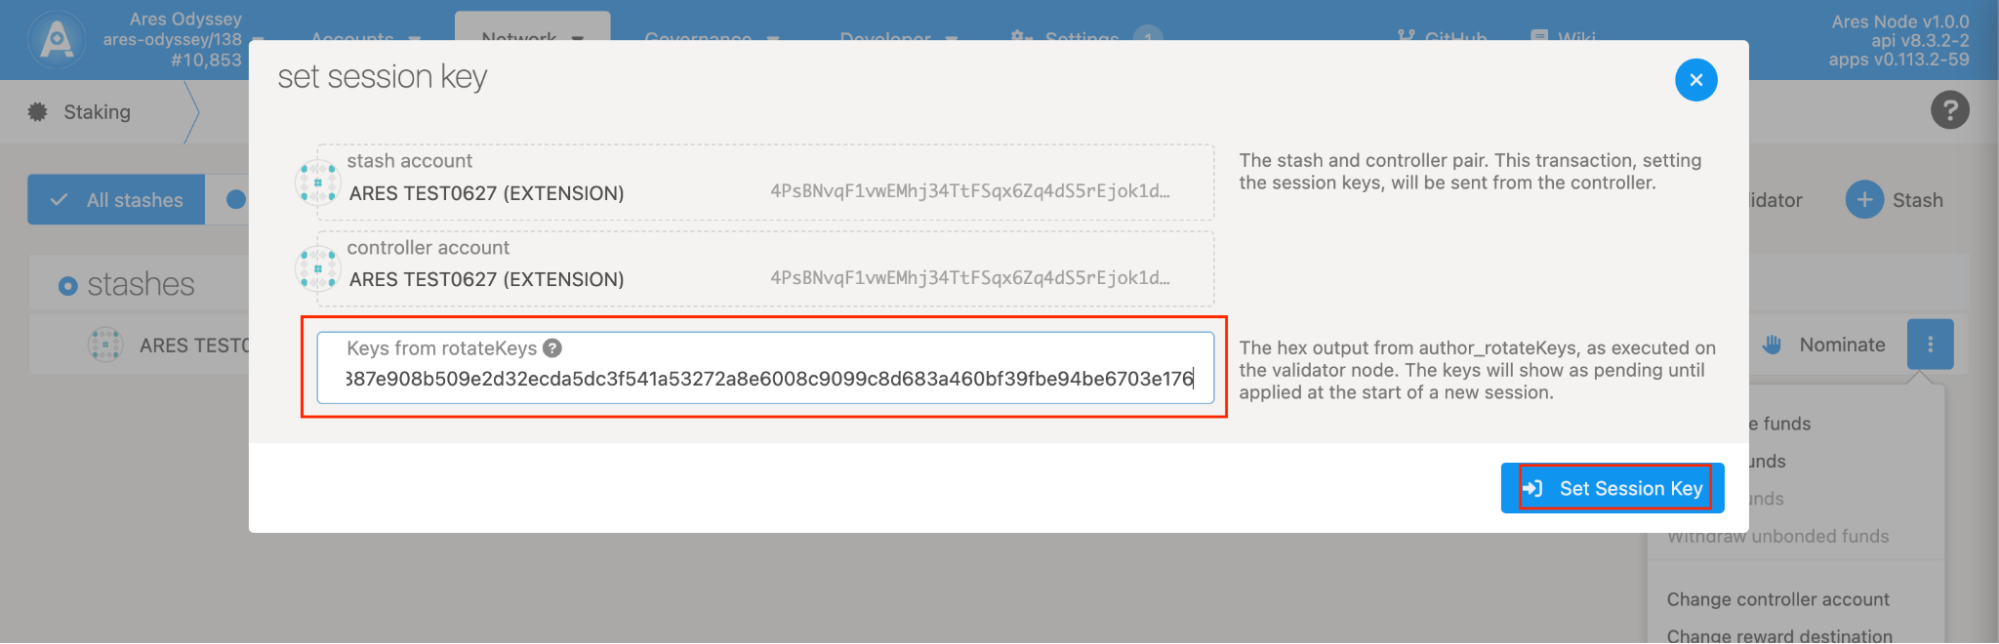 Ares Odyssey
ares-odyssey/138
#10,853
Accounts
Network
Governance
Developer
Settings
1
GitHub
Wiki
Ares Node v1.0.0
api v8.3.2-2
apps v0.113.2-59
Staking
set session key
?
All stashes
stash account
ARES TEST0627 (EXTENSION)
4PsBNvqF1vwEMhj34TtFSqx6Zq4dS5rEjok1d...
The stash and controller pair. This transaction, setting
the session keys, will be sent from the controller.
idator
Stash
stashes
controller account
ARES TEST0627 (EXTENSION)
4PsBNvqF1vwEMhj34TtFSqx6Zq4dS5rEjok1d...
ARES TEST0
Keys from rotateKeys ?
387e908b509e2d32ecda5dc3f541a53272a8e6008c9099c8d683a460bf39fbe94be6703e176
The hex output from author_rotateKeys, as executed on
the validator node. The keys will show as pending until
applied at the start of a new session.
Nominate
e funds
unds
nds
Withdraw unbonded funds
Set Session Key
Change controller account
Change reward destination